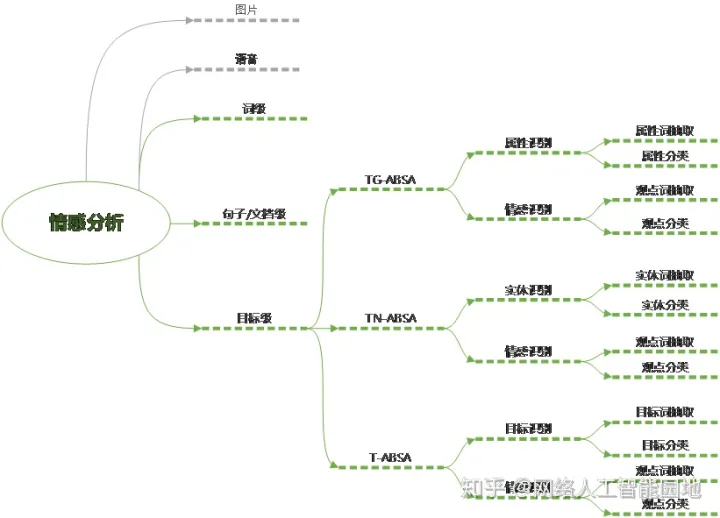 图片
语音
词级
情感分析
句子/文档级
目标级
TG-ABSA
属性识别
属性词抽取
属性分类
情感识别
观点词抽取
观点分类
TN-ABSA
实体识别
实体词抽取
实体分类
情感识别
观点词抽取
观点分类
T-ABSA
目标识别
目标词抽取
目标分类
情感识别
观点词抽取
观点分类
知乎 @网络人工智能园地